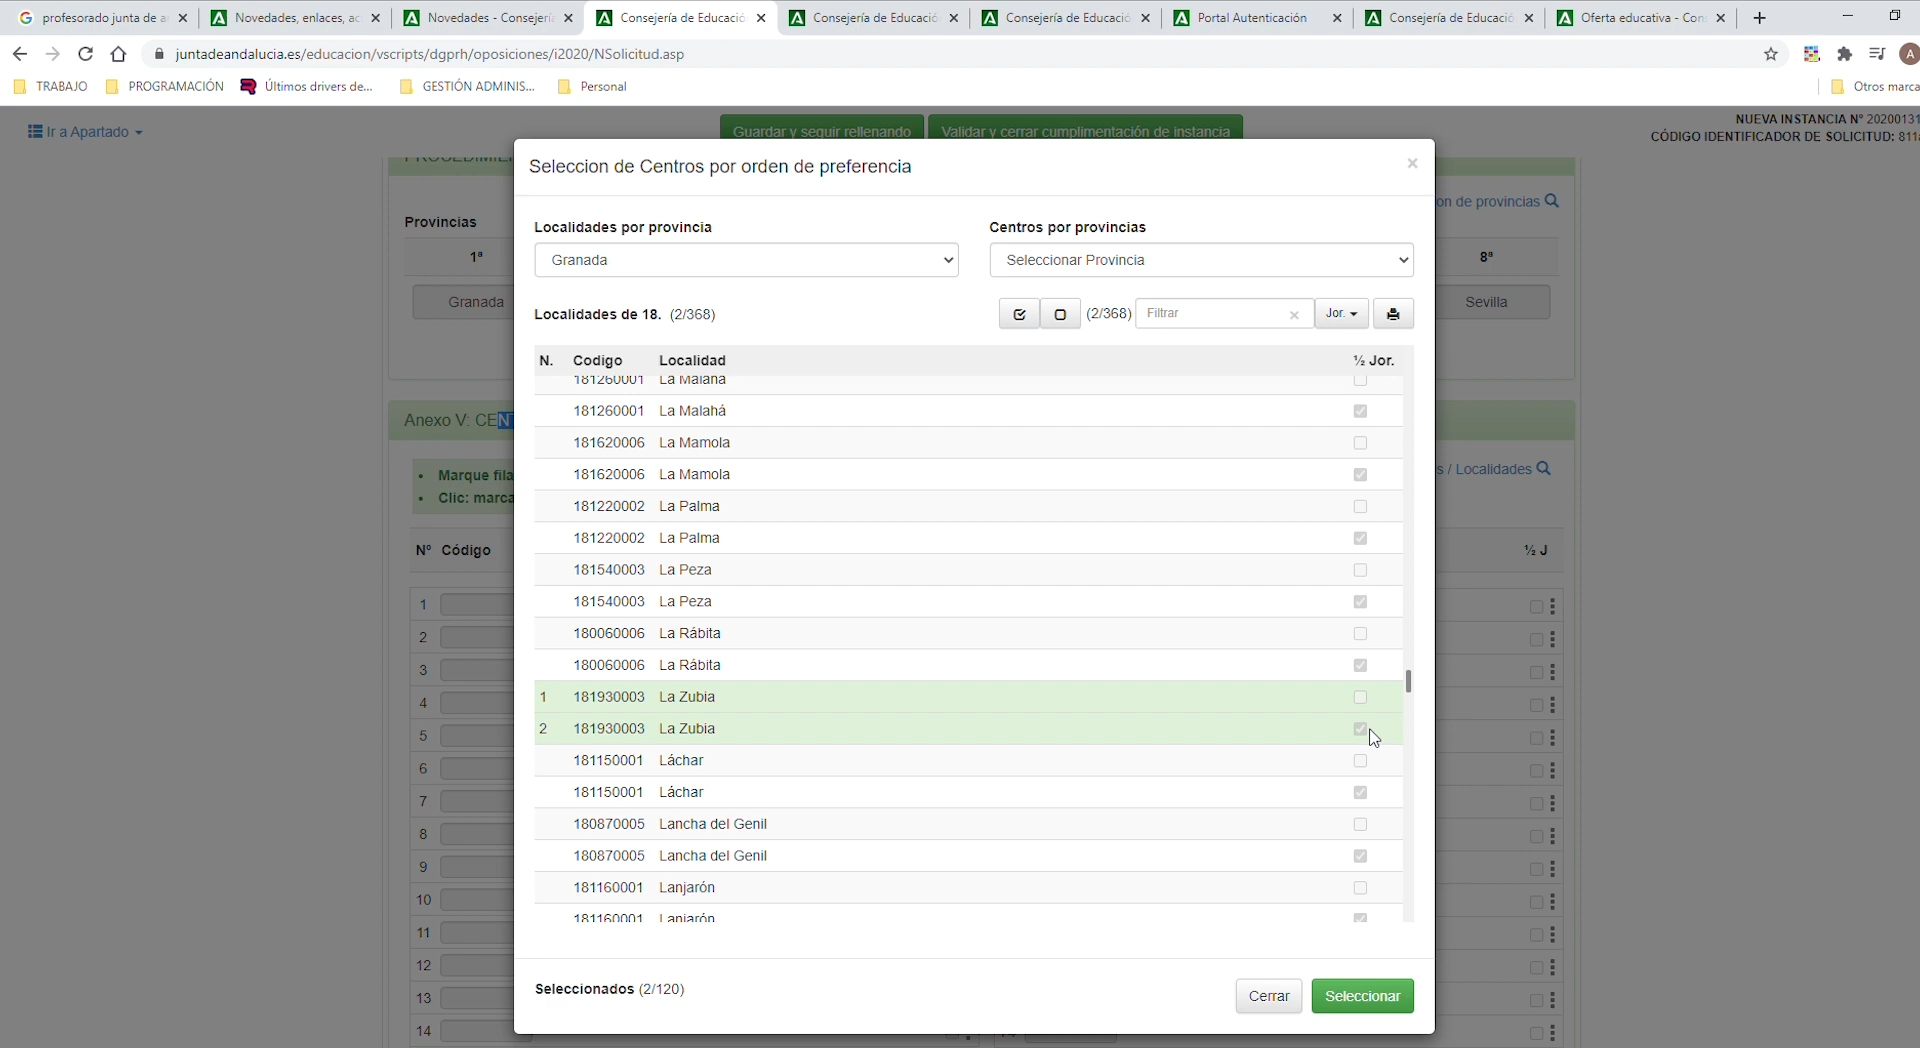 profesorado junta de a
Novedades, enlaces, ac
Novedades - Consejería
Consejería de Educació
Consejería de Educació
Consejería de Educació
Portal Autenticación
Consejería de Educació
Oferta educativa - Con
juntadeandalucia.es/educacion/vscripts/dgprh/oposiciones/i2020/NSolicitud.asp
A
TRABAJO
PROGRAMACIÓN
Últimos drivers de...
GESTIÓN ADMINIS...
Personal
Otros marca
Ir a Apartado
Guardar y seguir rellenando
Validar y cerrar cumplimentación de instancia
NUEVA INSTANCIA Nº 20200131
CÓDIGO IDENTIFICADOR DE SOLICITUD: 811
Seleccion de Centros por orden de preferencia
on de provincias
Provincias
1ª
8ª
Granada
Sevilla
Localidades por provincia
Centros por provincias
Granada
Seleccionar Provincia
Localidades de 18. (2/368)
(2/368)
Filtrar
Jor.
N. Codigo Localidad ½ Jor.
181260001 La Malahá
181260001 La Malahá
181620006 La Mamola
181620006 La Mamola
181220002 La Palma
181220002 La Palma
181540003 La Peza
181540003 La Peza
180060006 La Rábita
180060006 La Rábita
1 181930003 La Zubia
2 181930003 La Zubia
181150001 Láchar
181150001 Láchar
180870005 Lancha del Genil
180870005 Lancha del Genil
181160001 Lanjarón
181160001 Lanjarón
Seleccionados (2/120)
Cerrar
Seleccionar
Anexo V: CENT
Marque fila
Clic: marca
s / Localidades
Nº Código
½ J
1
2
3
4
5
6
7
8
9
10
11
12
13
14